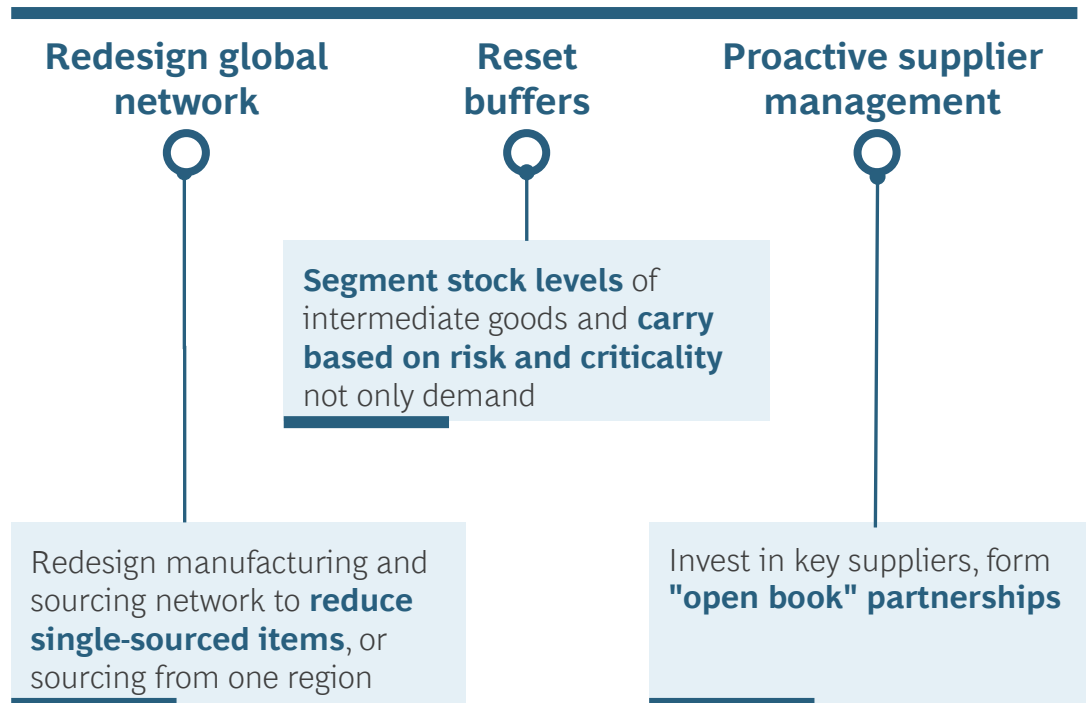 Redesign global
network
Reset
buffers
Proactive supplier
management
Segment stock levels of
intermediate goods and carry
based on risk and criticality
not only demand
Redesign manufacturing and
sourcing network to reduce
single-sourced items, or
sourcing from one region
Invest in key suppliers, form
"open book" partnerships